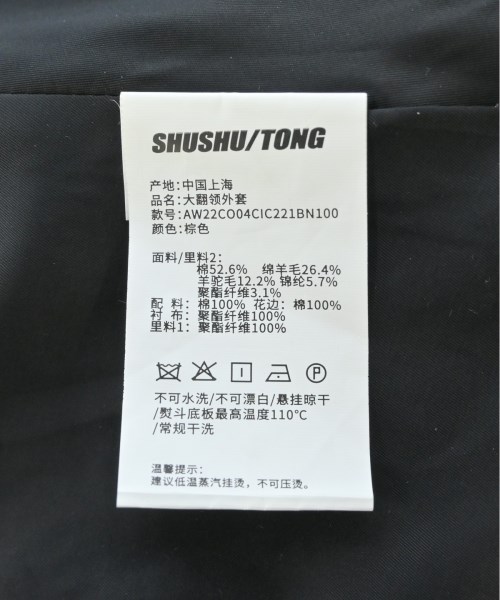 SHUSHU/TONG
产地:中国上海
品名:大翻领外套
款号:AW22CO04CIC221BN100
颜色:棕色
面料/里料2:
棉52.6% 绵羊毛26.4%
羊驼毛12.2% 锦纶5.7%
聚酯纤维3.1%
配 料:棉100% 花边:棉100%
衬 布:聚酯纤维100%
里料1:聚酯纤维100%
不可水洗/不可漂白/悬挂晾干
/熨斗底板最高温度110℃
/常规干洗
温馨提示:
建议低温蒸汽挂烫，不可压烫。